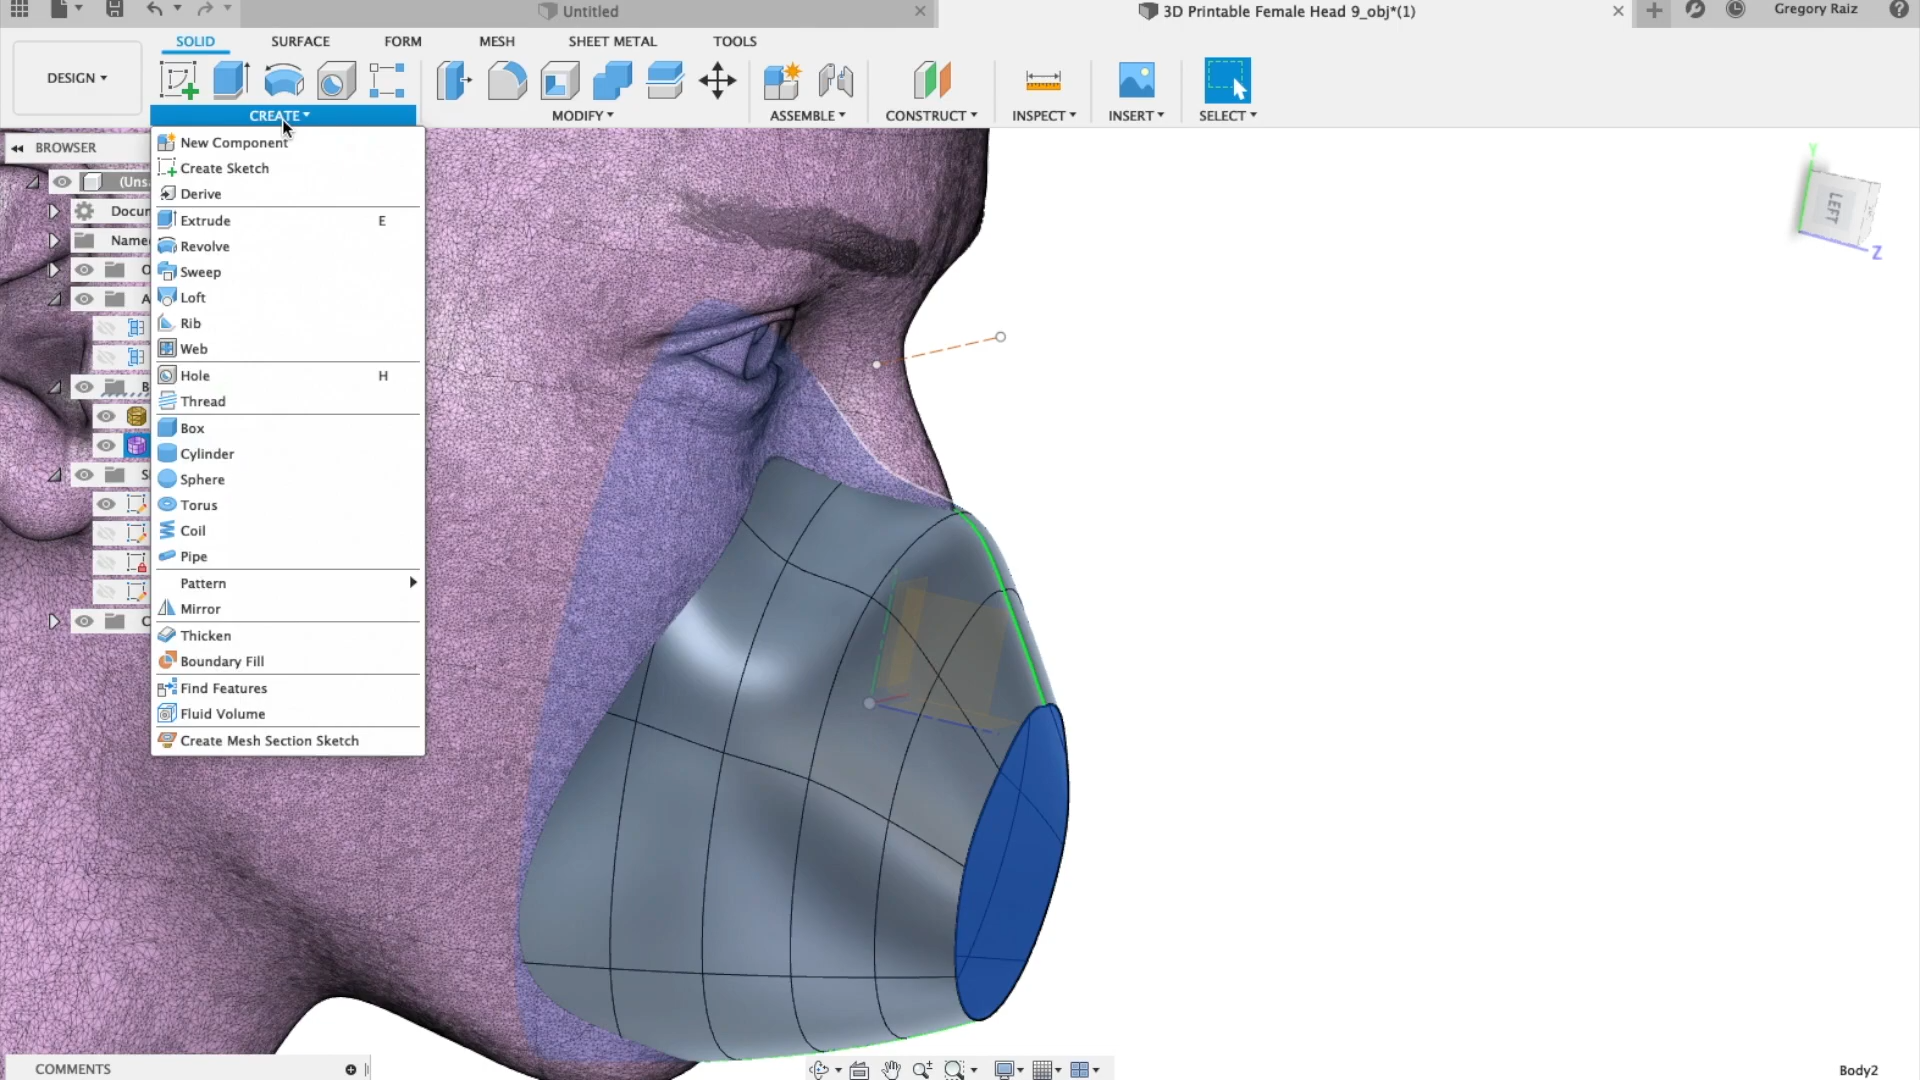 Untitled
3D Printable Female Head 9_obj*(1)
Gregory Raiz
SOLID
SURFACE
FORM
MESH
SHEET METAL
TOOLS
DESIGN
CREATE
MODIFY
ASSEMBLE
CONSTRUCT
INSPECT
INSERT
SELECT
BROWSER
(Uns
Docun
Name
O
A
B
S
C
New Component
Create Sketch
Derive
Extrude E
Revolve
Sweep
Loft
Rib
Web
Hole H
Thread
Box
Cylinder
Sphere
Torus
Coil
Pipe
Pattern
Mirror
Thicken
Boundary Fill
Find Features
Fluid Volume
Create Mesh Section Sketch
Y
LEFT
Z
COMMENTS
Body2